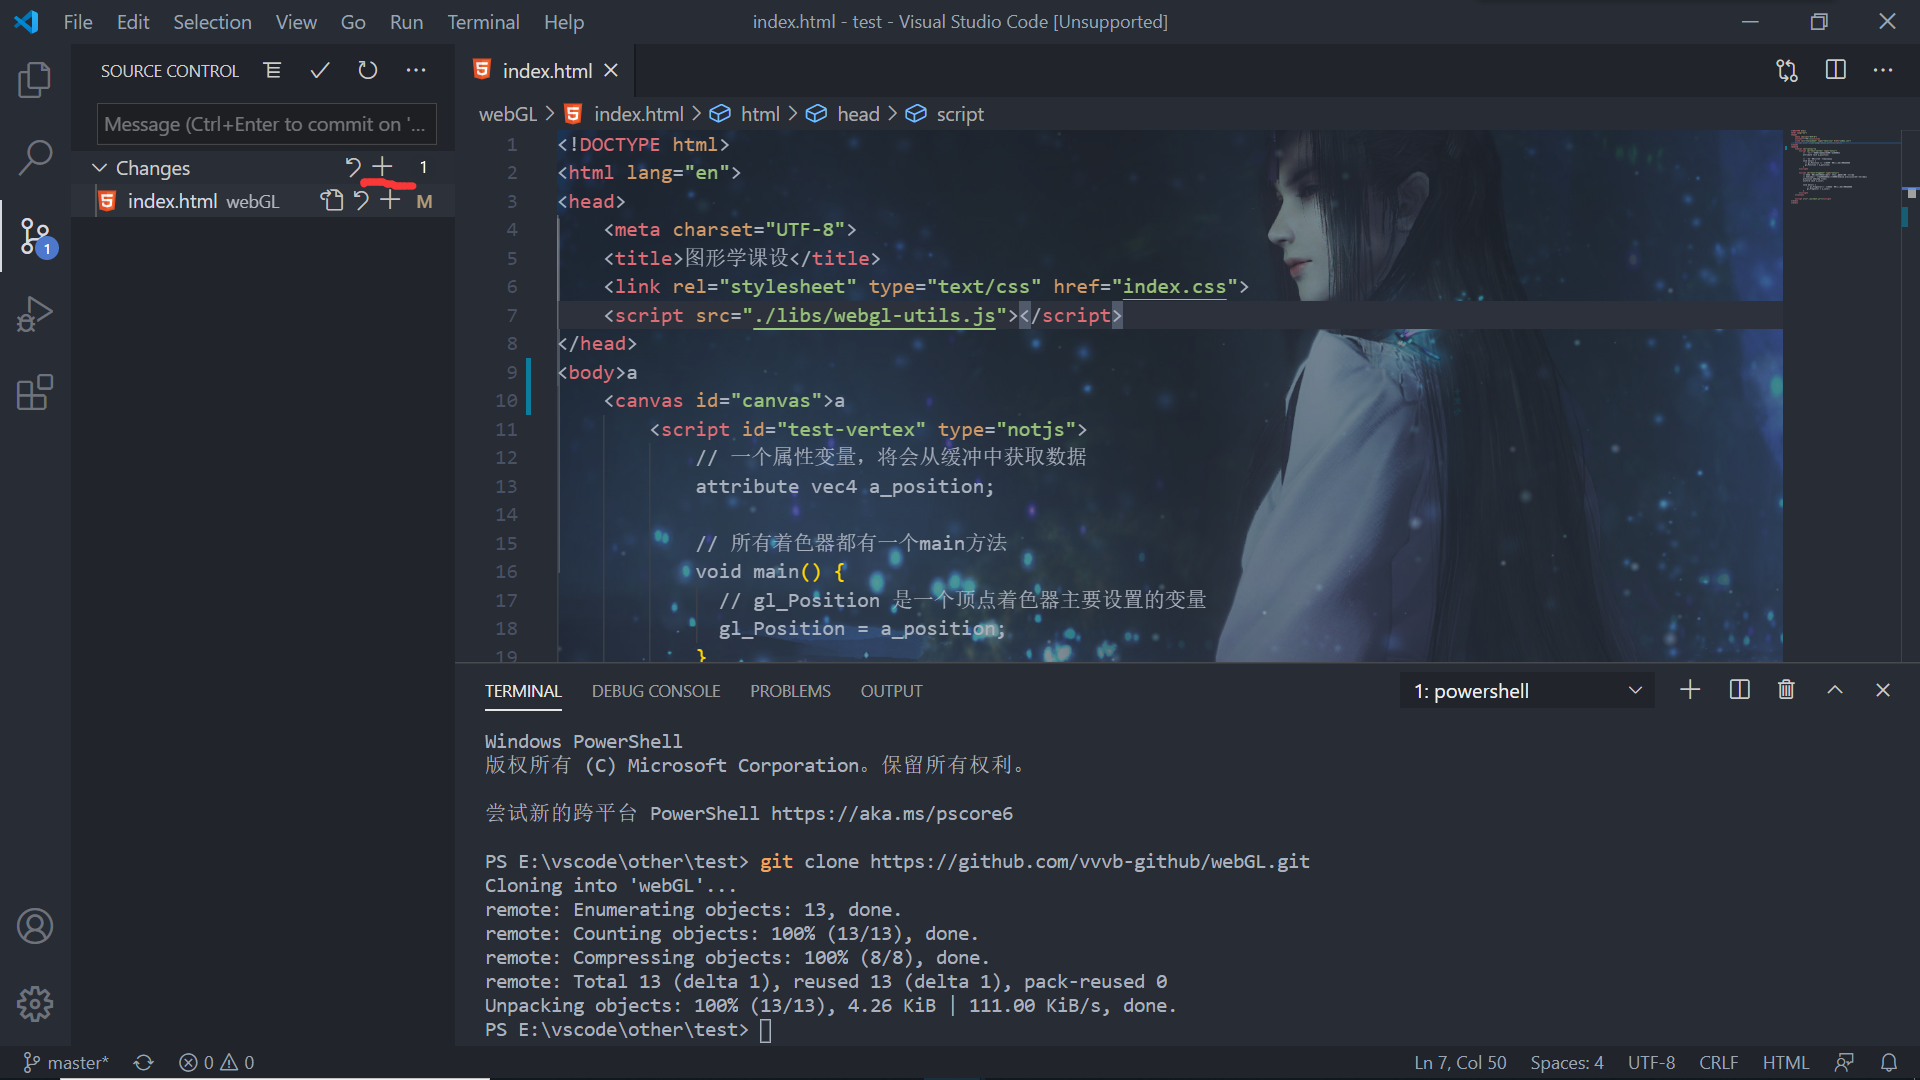 File Edit Selection View Go Run Terminal Help
index.html - test - Visual Studio Code [Unsupported]
SOURCE CONTROL
index.html
Message (Ctrl+Enter to commit on '...
webGL > index.html > html > head > script
Changes 1
index.html webGL M
1
1 <!DOCTYPE html>
2 <html lang="en">
3 <head>
4 <meta charset="UTF-8">
5 <title>图形学课设</title>
6 <link rel="stylesheet" type="text/css" href="index.css">
7 <script src="./libs/webgl-utils.js"></script>
8 </head>
9 <body>a
10 <canvas id="canvas">a
11 <script id="test-vertex" type="notjs">
12 // 一个属性变量，将会从缓冲中获取数据
13 attribute vec4 a_position;
14
15 // 所有着色器都有一个main方法
16 void main() {
17 // gl_Position 是一个顶点着色器主要设置的变量
18 gl_Position = a_position;
19 }
TERMINAL DEBUG CONSOLE PROBLEMS OUTPUT
1: powershell
Windows PowerShell
版权所有 (C) Microsoft Corporation。保留所有权利。
尝试新的跨平台 PowerShell https://aka.ms/pscore6
PS E:\vscode\other\test> git clone https://github.com/vvvb-github/webGL.git
Cloning into 'webGL'...
remote: Enumerating objects: 13, done.
remote: Counting objects: 100% (13/13), done.
remote: Compressing objects: 100% (8/8), done.
remote: Total 13 (delta 1), reused 13 (delta 1), pack-reused 0
Unpacking objects: 100% (13/13), 4.26 KiB | 111.00 KiB/s, done.
PS E:\vscode\other\test>
master* 0 0
Ln 7, Col 50 Spaces: 4 UTF-8 CRLF HTML